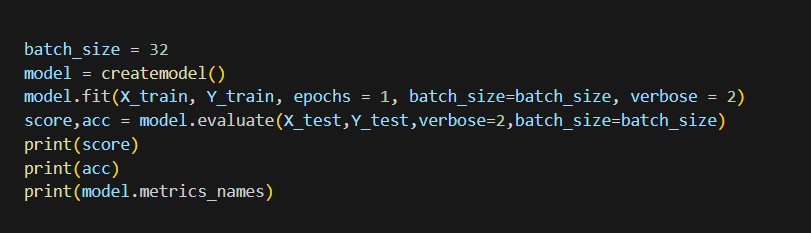 batch_size = 32
model = createmodel()
model.fit(X_train, Y_train, epochs = 1, batch_size=batch_size, verbose = 2)
score,acc = model.evaluate(X_test,Y_test,verbose=2,batch_size=batch_size)
print(score)
print(acc)
print(model.metrics_names)